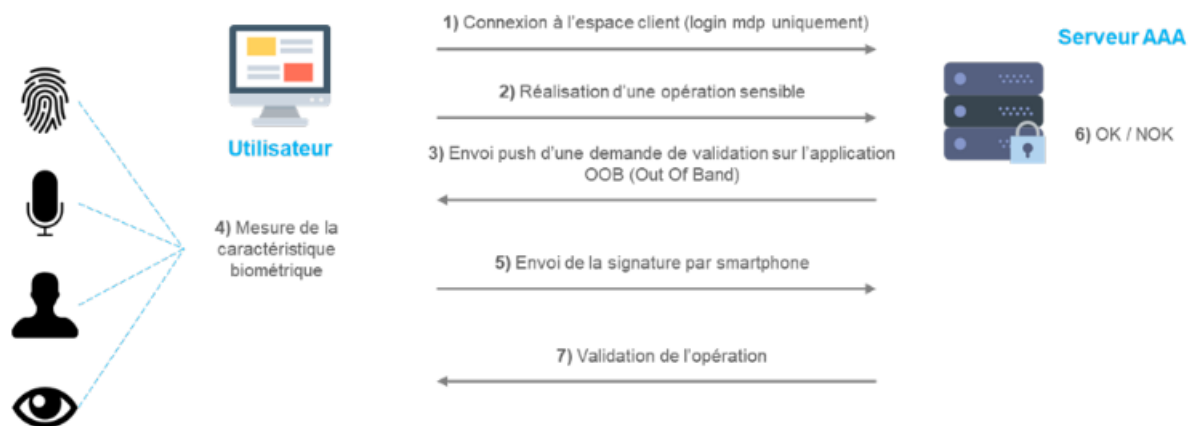 1) Connexion à l'espace client (login mdp uniquement)
Serveur AAA
2) Réalisation d'une opération sensible
Utilisateur
6) OK / NOK
3) Envoi push d'une demande de validation sur l'application
OOB (Out Of Band)
4) Mesure de la
caractéristique
biométrique
5) Envoi de la signature par smartphone
7) Validation de l'opération